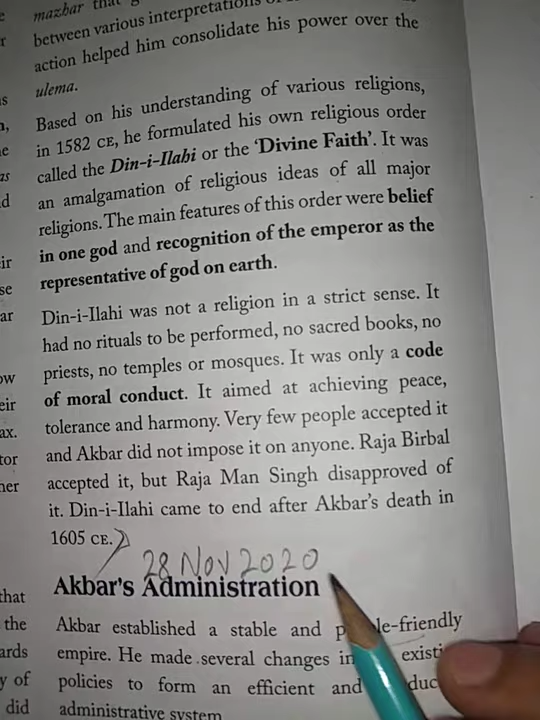 mazhar that
between various interpretations
action helped him consolidate his power over the
ulema.
Based on his understanding of various religions,
in 1582 CE, he formulated his own religious order
called the Din-i-Ilahi or the ‘Divine Faith’. It was
an amalgamation of religious ideas of all major
religions. The main features of this order were belief
in one god and recognition of the emperor as the
representative of god on earth.
Din-i-Ilahi was not a religion in a strict sense. It
had no rituals to be performed, no sacred books, no
priests, no temples or mosques. It was only a code
of moral conduct. It aimed at achieving peace,
tolerance and harmony. Very few people accepted it
and Akbar did not impose it on anyone. Raja Birbal
accepted it, but Raja Man Singh disapproved of
it. Din-i-Ilahi came to end after Akbar’s death in
1605 CE.
28 Nov 2020
Akbar’s Administration
Akbar established a stable and friendly
empire. He made several changes in
policies to form an efficient and
administrative system